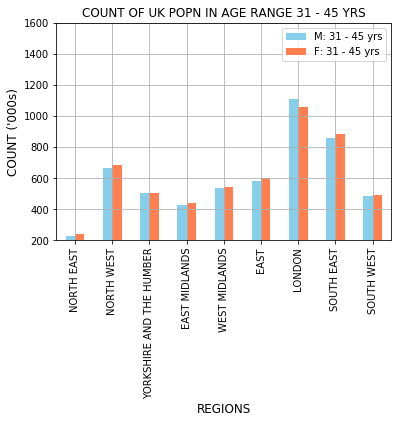 COUNT OF UK POPN IN AGE RANGE 31 - 45 YRS
M: 31 - 45 yrs
F: 31 - 45 yrs
COUNT ('000s)
1600
1400
1200
1000
800
600
400
200
NORTH EAST
NORTH WEST
YORKSHIRE AND THE HUMBER
EAST MIDLANDS
WEST MIDLANDS
EAST
LONDON
SOUTH EAST
SOUTH WEST
REGIONS